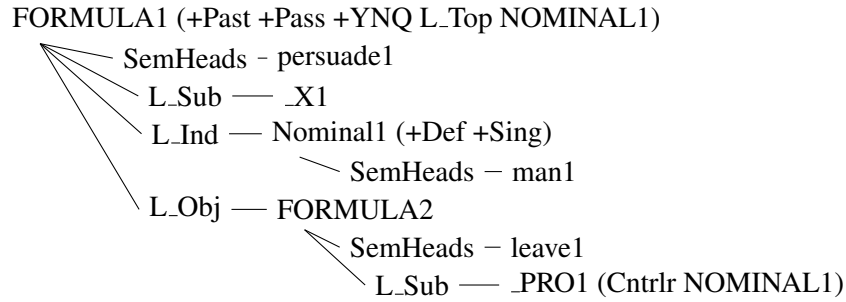 FORMULA1 (+Past +Pass +YNQ L_Top NOMINAL1)
SemHeads – persuade1
L_Sub — _X1
L_Ind — Nominal1 (+Def +Sing)
SemHeads – man1
L_Obj — FORMULA2
SemHeads – leave1
L_Sub — _PRO1 (Cntrlr NOMINAL1)